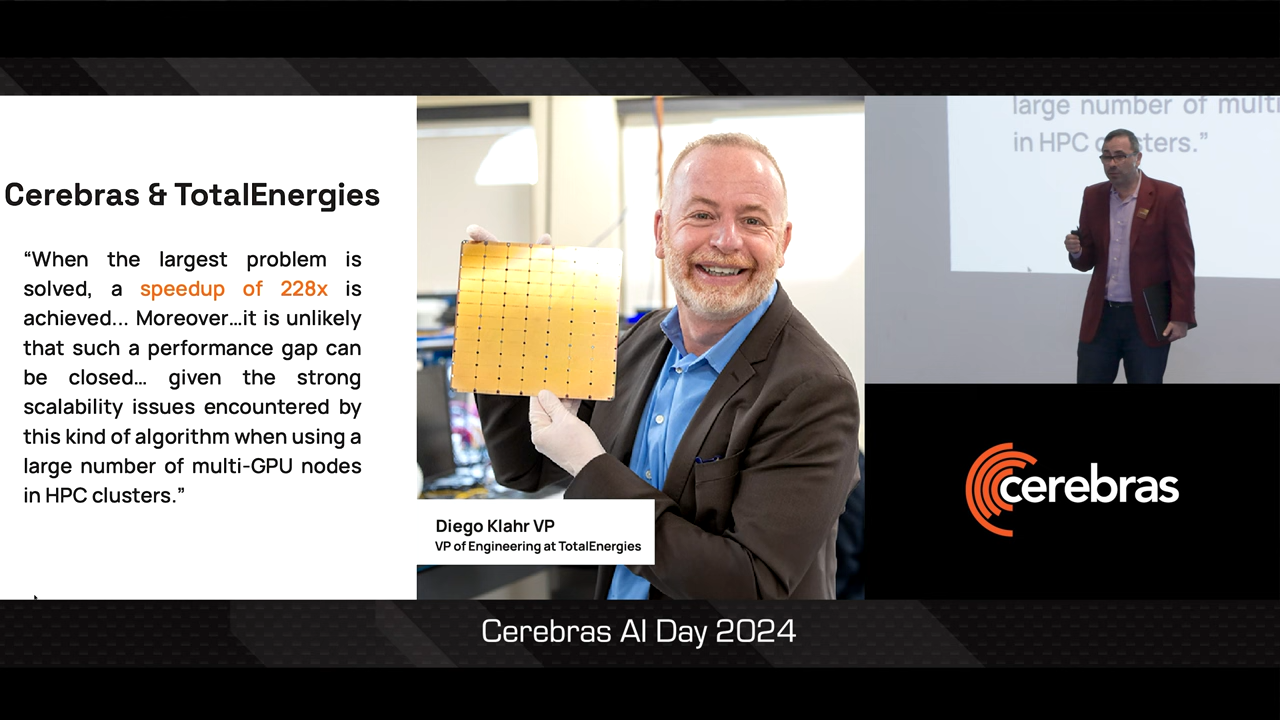 Cerebras & TotalEnergies
“When the largest problem is
solved, a speedup of 228x is
achieved... Moreover...it is unlikely
that such a performance gap can
be closed... given the strong
scalability issues encountered by
this kind of algorithm when using a
large number of multi-GPU nodes
in HPC clusters.”
Diego Klahr VP
VP of Engineering at TotalEnergies
large number of multi
in HPC clusters.”
cerebras
Cerebras AI Day 2024